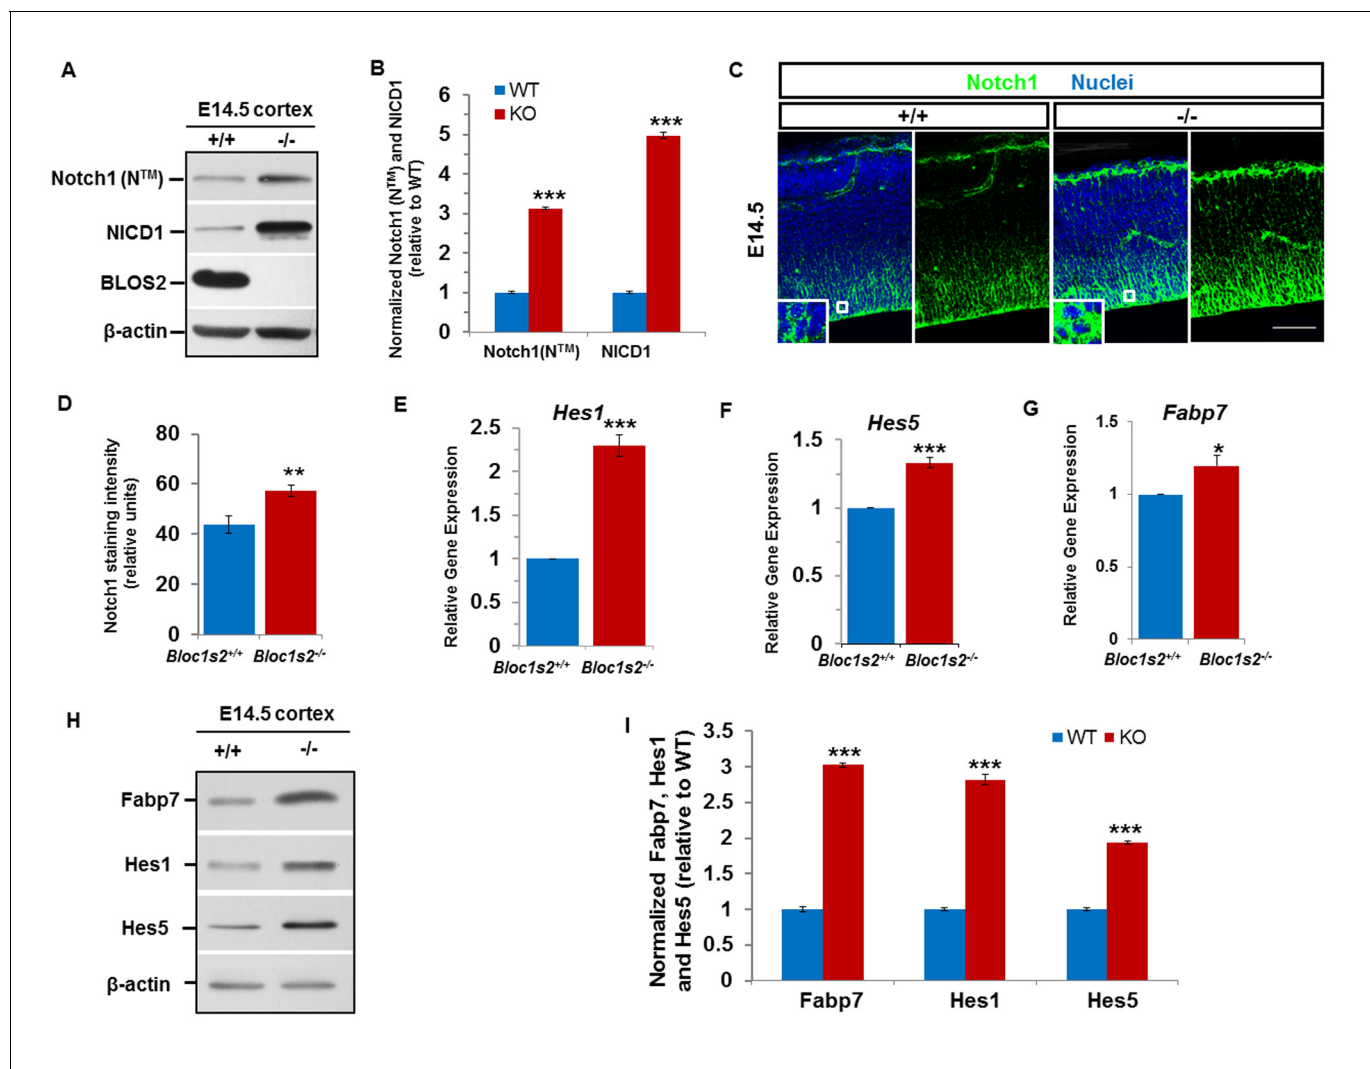 A
E14.5 cortex
+/+ -/-
Notch1 (N™)
NICD1
BLOS2
β-actin
B
WT
KO
Normalized Notch1 (N™) and NICD1
(relative to WT)
6
5
4
3
2
1
0
***
***
Notch1(N™) NICD1
C
Notch1 Nuclei
+/+ -/-
E14.5
D
Notch1 staining intensity
(relative units)
80
60
40
20
0
**
Bloc1s2+/+ Bloc1s2-/-
E
Hes1
Relative Gene Expression
2.5
2
1.5
1
0.5
0
***
Bloc1s2+/+ Bloc1s2-/-
F
Hes5
Relative Gene Expression
1.5
1
0.5
0
***
Bloc1s2+/+ Bloc1s2-/-
G
Fabp7
Relative Gene Expression
1.5
1
0.5
0
*
Bloc1s2+/+ Bloc1s2-/-
H
E14.5 cortex
+/+ -/-
Fabp7
Hes1
Hes5
β-actin
I
Normalized Fabp7, Hes1
and Hes5 (relative to WT)
3.5
3
2.5
2
1.5
1
0.5
0
WT KO
***
***
***
Fabp7 Hes1 Hes5